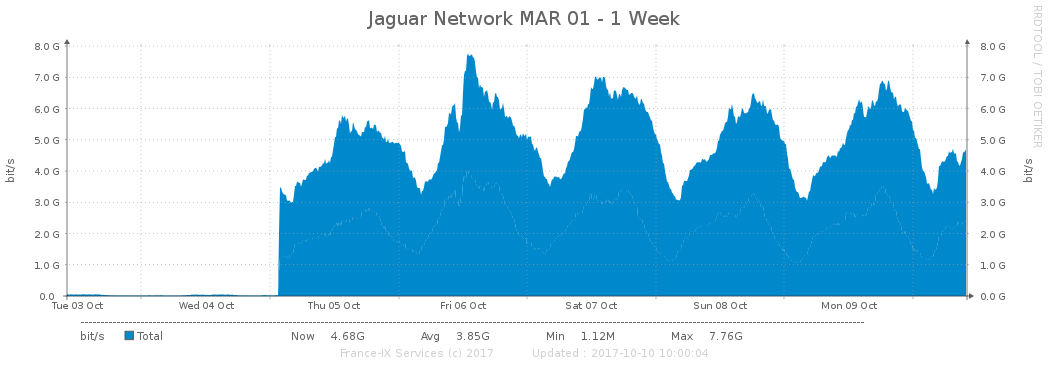 Jaguar Network MAR 01 - 1 Week
RRDTOOL / TOBI OETIKER
8.0 G 8.0 G
7.0 G 7.0 G
6.0 G 6.0 G
5.0 G 5.0 G
4.0 G 4.0 G
bit/s bit/s
3.0 G 3.0 G
2.0 G 2.0 G
1.0 G 1.0 G
0.0 0.0 G
Tue 03 Oct Wed 04 Oct Thu 05 Oct Fri 06 Oct Sat 07 Oct Sun 08 Oct Mon 09 Oct
bit/s Total Now 4.68G Avg 3.85G Min 1.12M Max 7.76G
France-IX Services (c) 2017 Updated : 2017-10-10 10:00:04